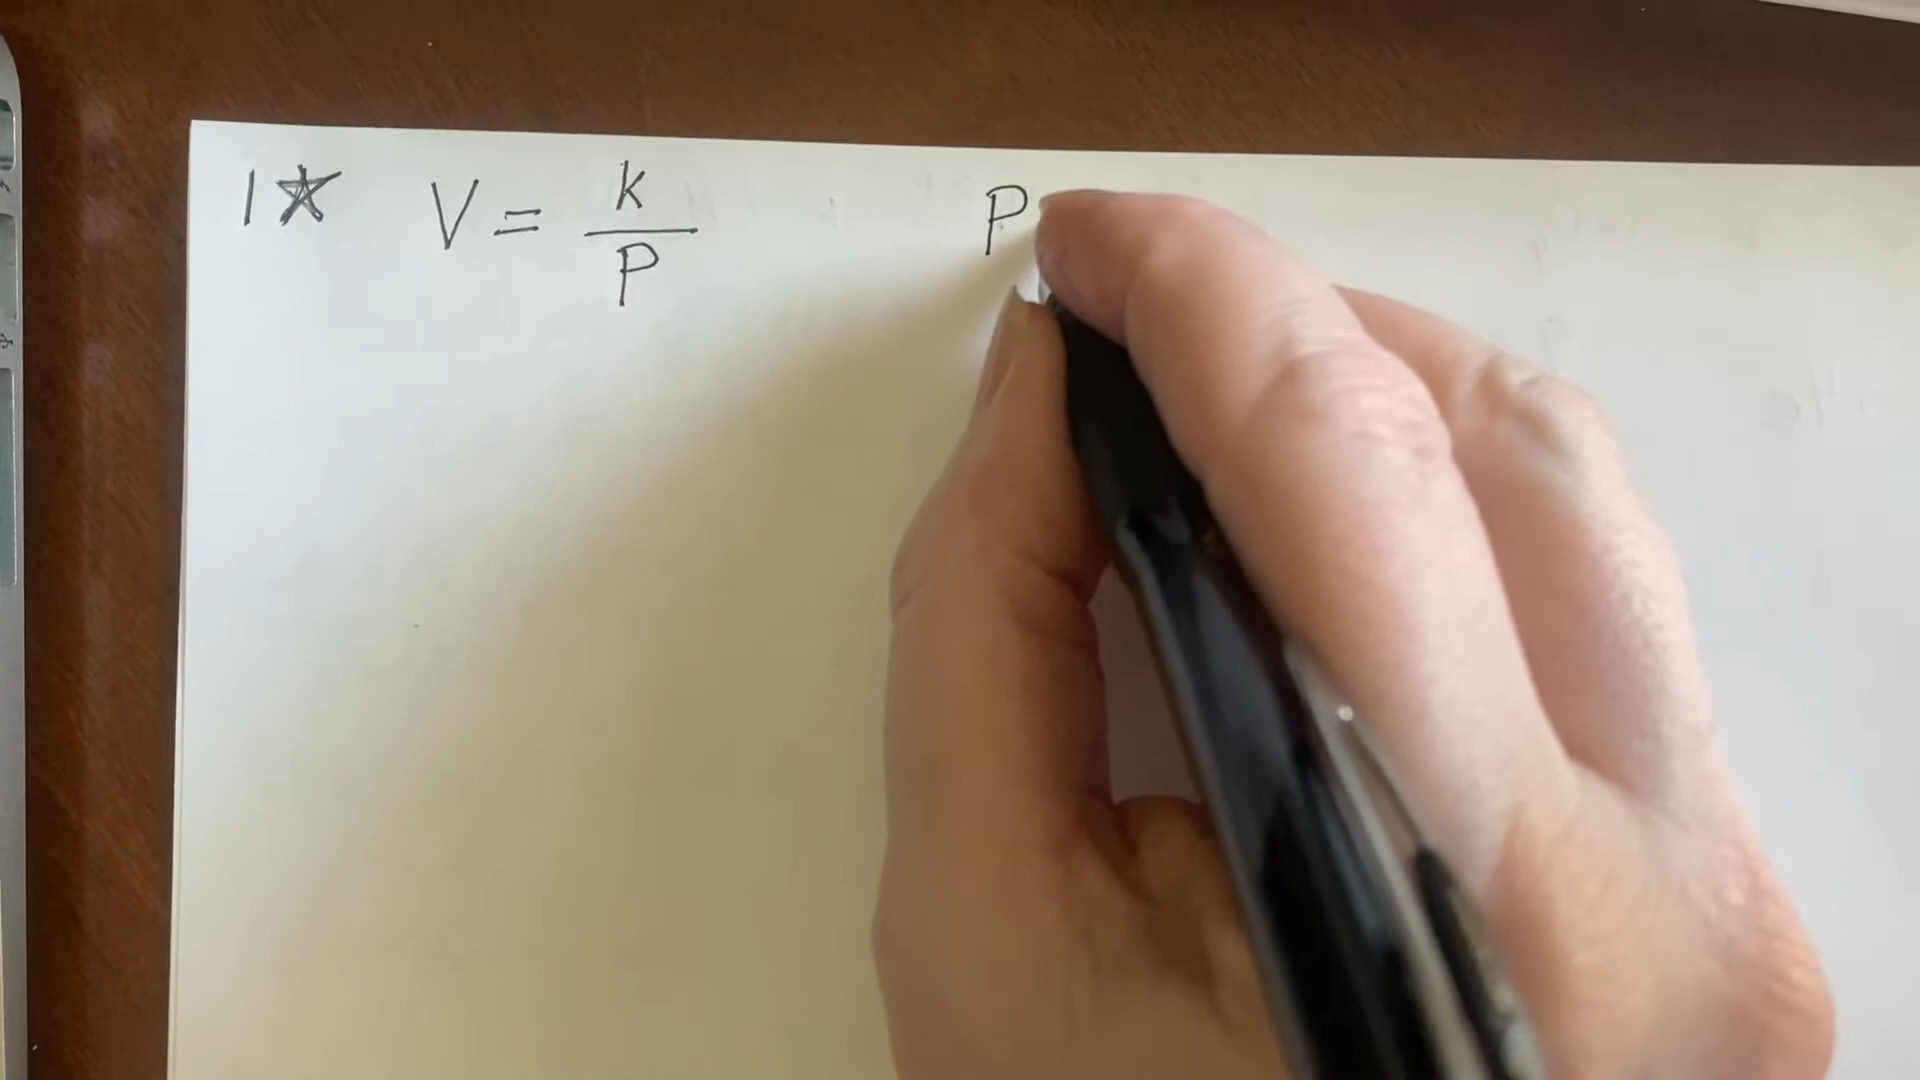 1☆ V = k/P P